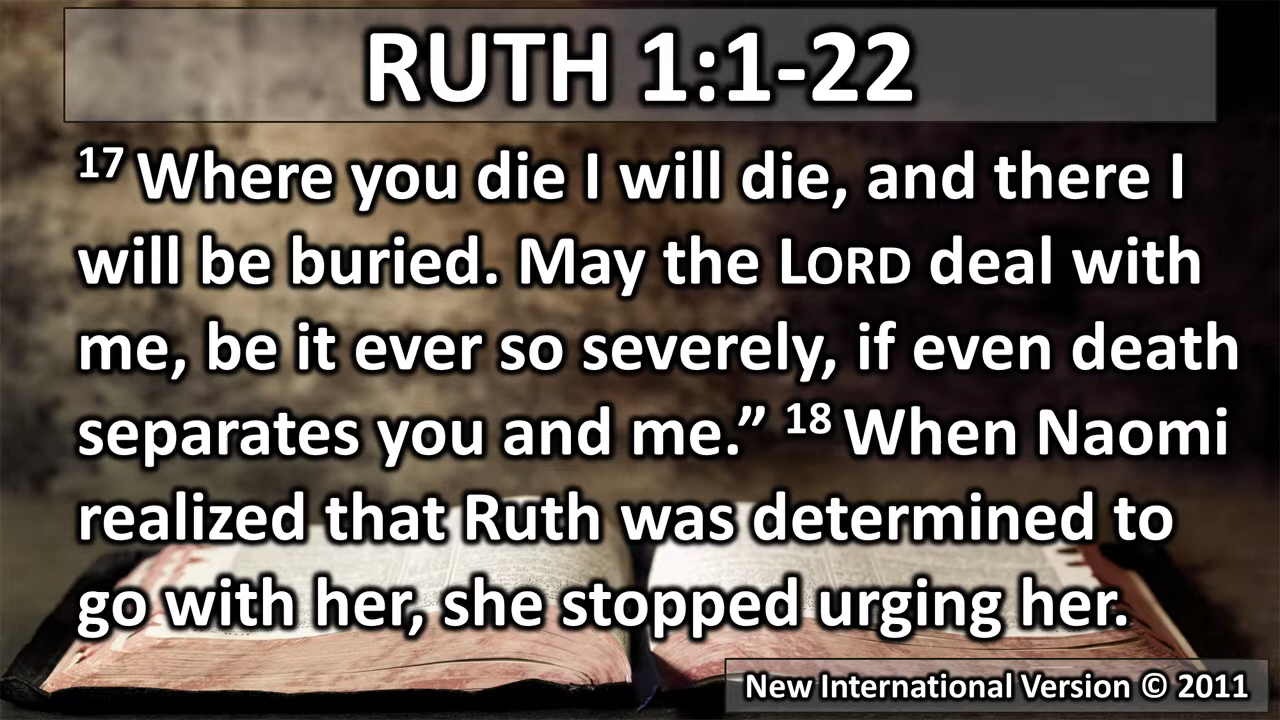 RUTH 1:1-22
17 Where you die I will die, and there I
will be buried. May the LORD deal with
me, be it ever so severely, if even death
separates you and me.” 18 When Naomi
realized that Ruth was determined to
go with her, she stopped urging her.
New International Version © 2011